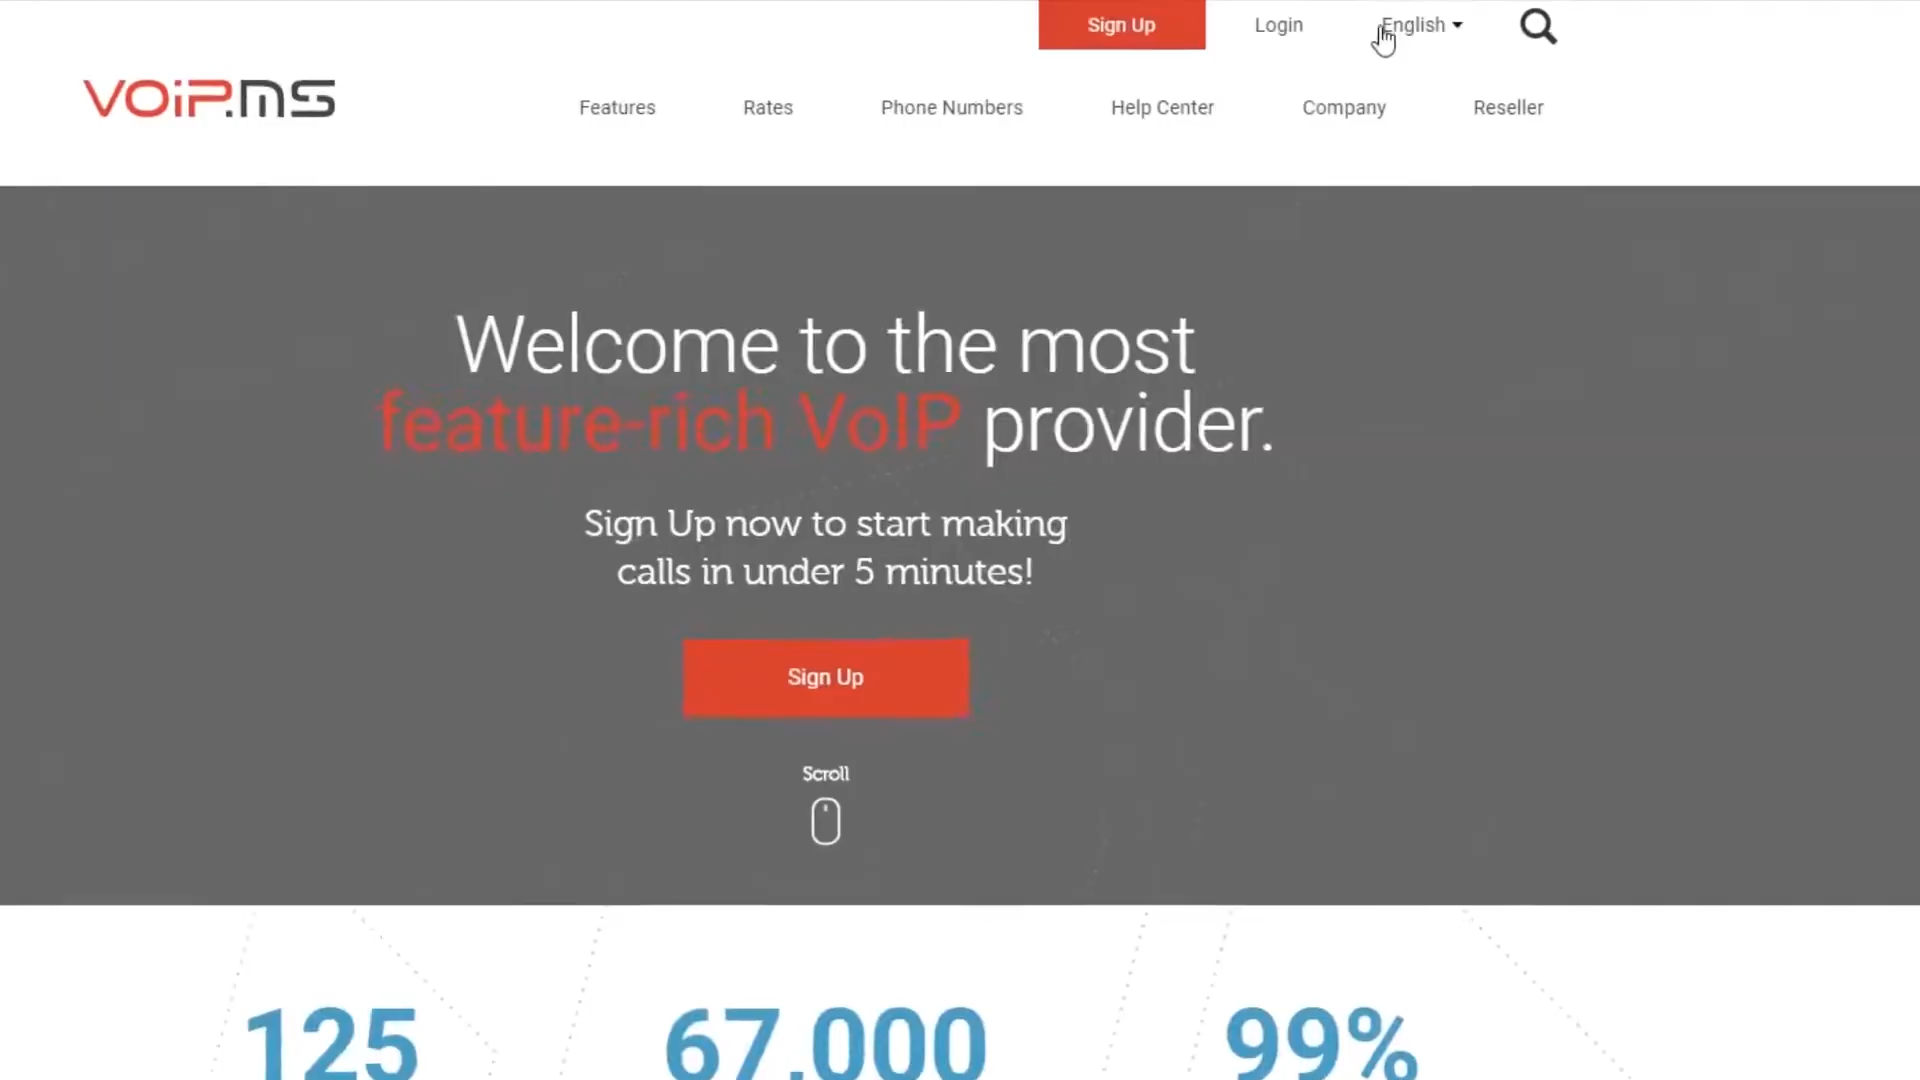 Sign Up
Login
English
VOiP.MS
Features
Rates
Phone Numbers
Help Center
Company
Reseller
Welcome to the most
feature-rich VoIP provider.
Sign Up now to start making
calls in under 5 minutes!
Sign Up
Scroll
125
67,000
99%